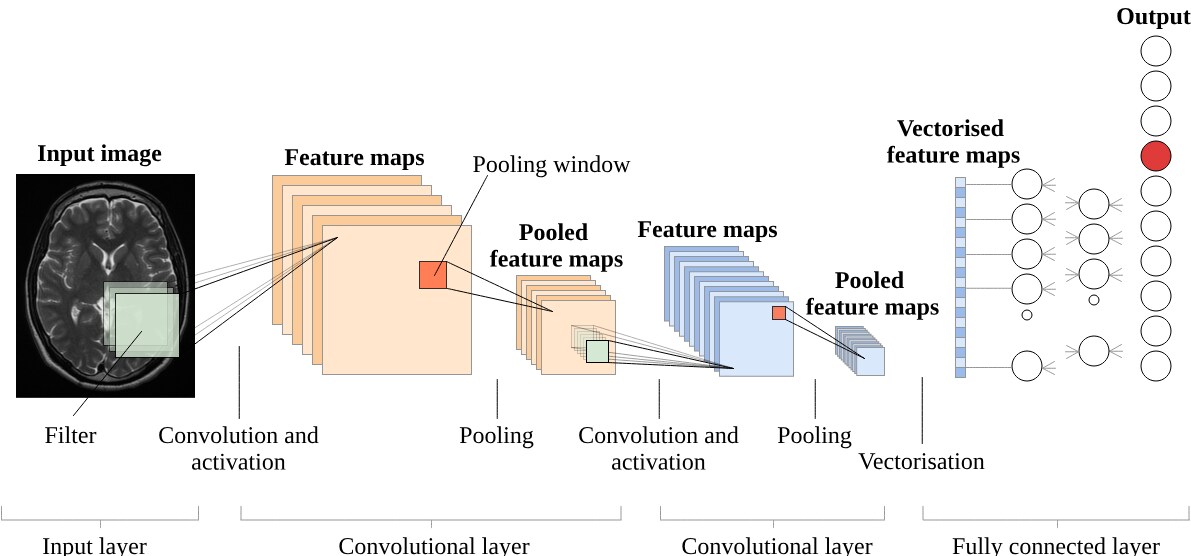 Output
Input image
Feature maps
Pooling window
Pooled
feature maps
Feature maps
Pooled
feature maps
Vectorised
feature maps
Filter
Convolution and
activation
Pooling
Convolution and
activation
Pooling
Vectorisation
Input layer
Convolutional layer
Convolutional layer
Fully connected layer